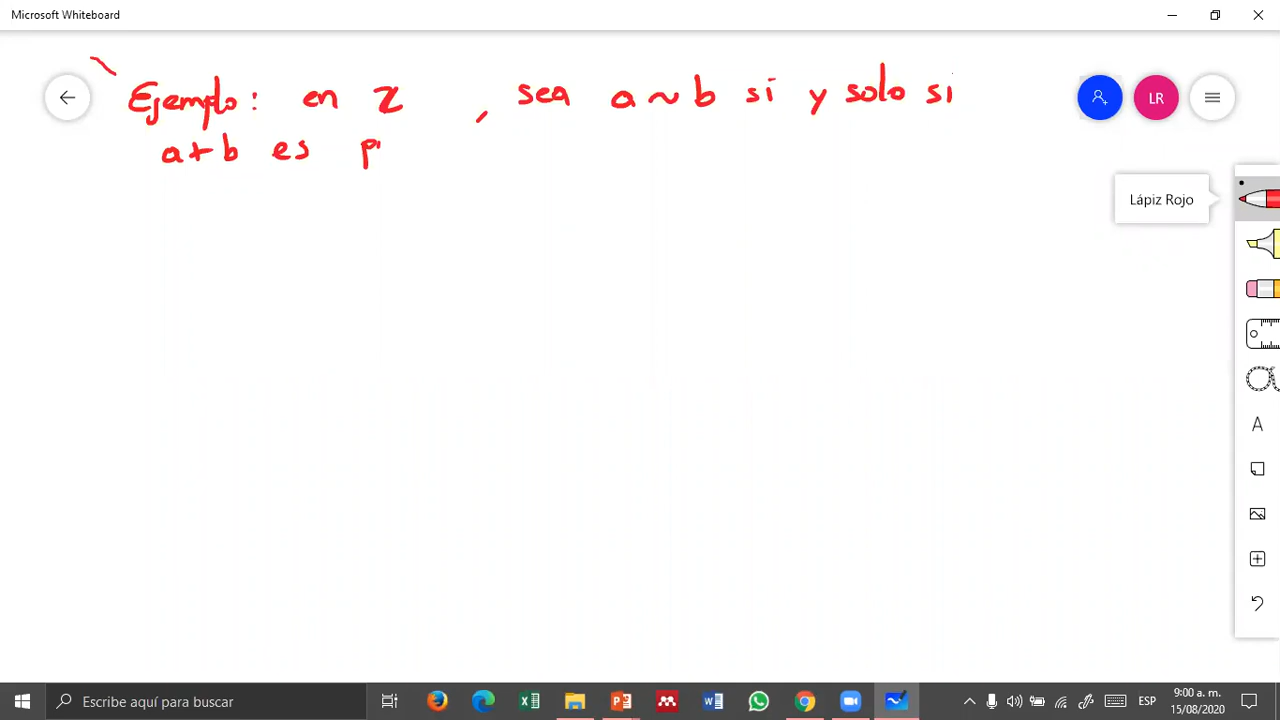 Microsoft Whiteboard
Ejemplo: en Z, sea a ~ b si y solo si
LR
a+b es p
Lápiz Rojo
A
Escribe aquí para buscar
ESP
9:00 a. m.
15/08/2020